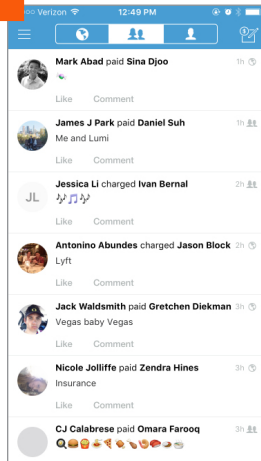 Verizon 12:49 PM
Mark Abad paid Sina Djoo 1h
Like Comment
James J Park paid Daniel Suh 1h
Me and Lumi
Like Comment
JL
Jessica Li charged Ivan Bernal 2h
🎶🎵🎶
Like Comment
Antonino Abundes charged Jason Block 2h
Lyft
Like Comment
Jack Waldsmith paid Gretchen Diekman 3h
Vegas baby Vegas
Like Comment
Nicole Jolliffe paid Zendra Hines 3h
Insurance
Like Comment
CJ Calabrese paid Omara Farooq 3h